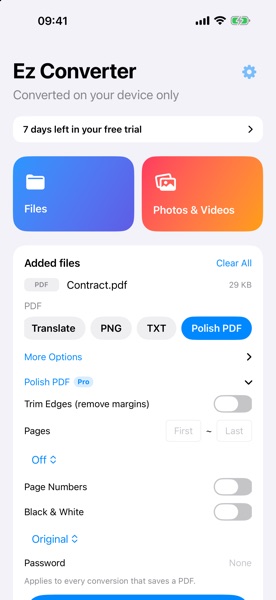 09:41
Ez Converter
Converted on your device only
7 days left in your free trial
Files
Photos & Videos
Added files
Clear All
PDF
Contract.pdf
29 KB
PDF
Translate
PNG
TXT
Polish PDF
More Options
Polish PDF
Pro
Trim Edges (remove margins)
Pages
First
~
Last
Off
Page Numbers
Black & White
Original
Password
None
Applies to every conversion that saves a PDF.